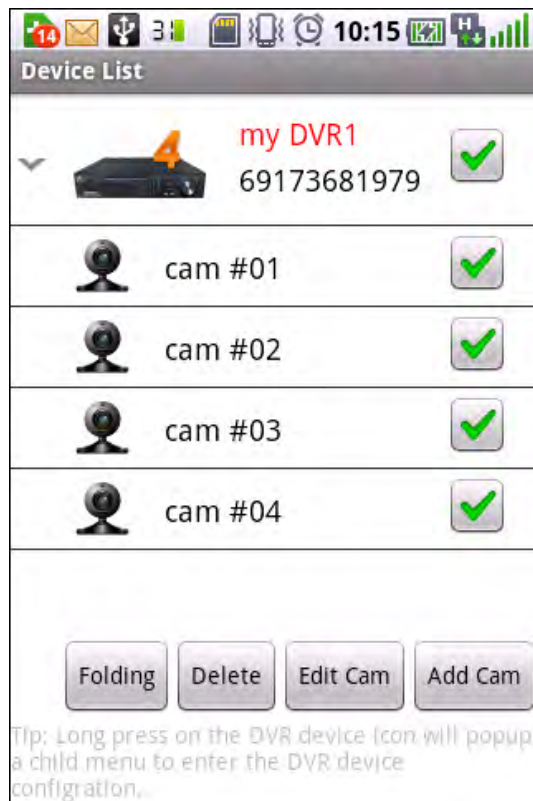 14 31 10:15 H
Device List
4
my DVR1
69173681979
cam #01
cam #02
cam #03
cam #04
Folding Delete Edit Cam Add Cam
Tip: Long press on the DVR device icon will popup
a child menu to enter the DVR device
configration.